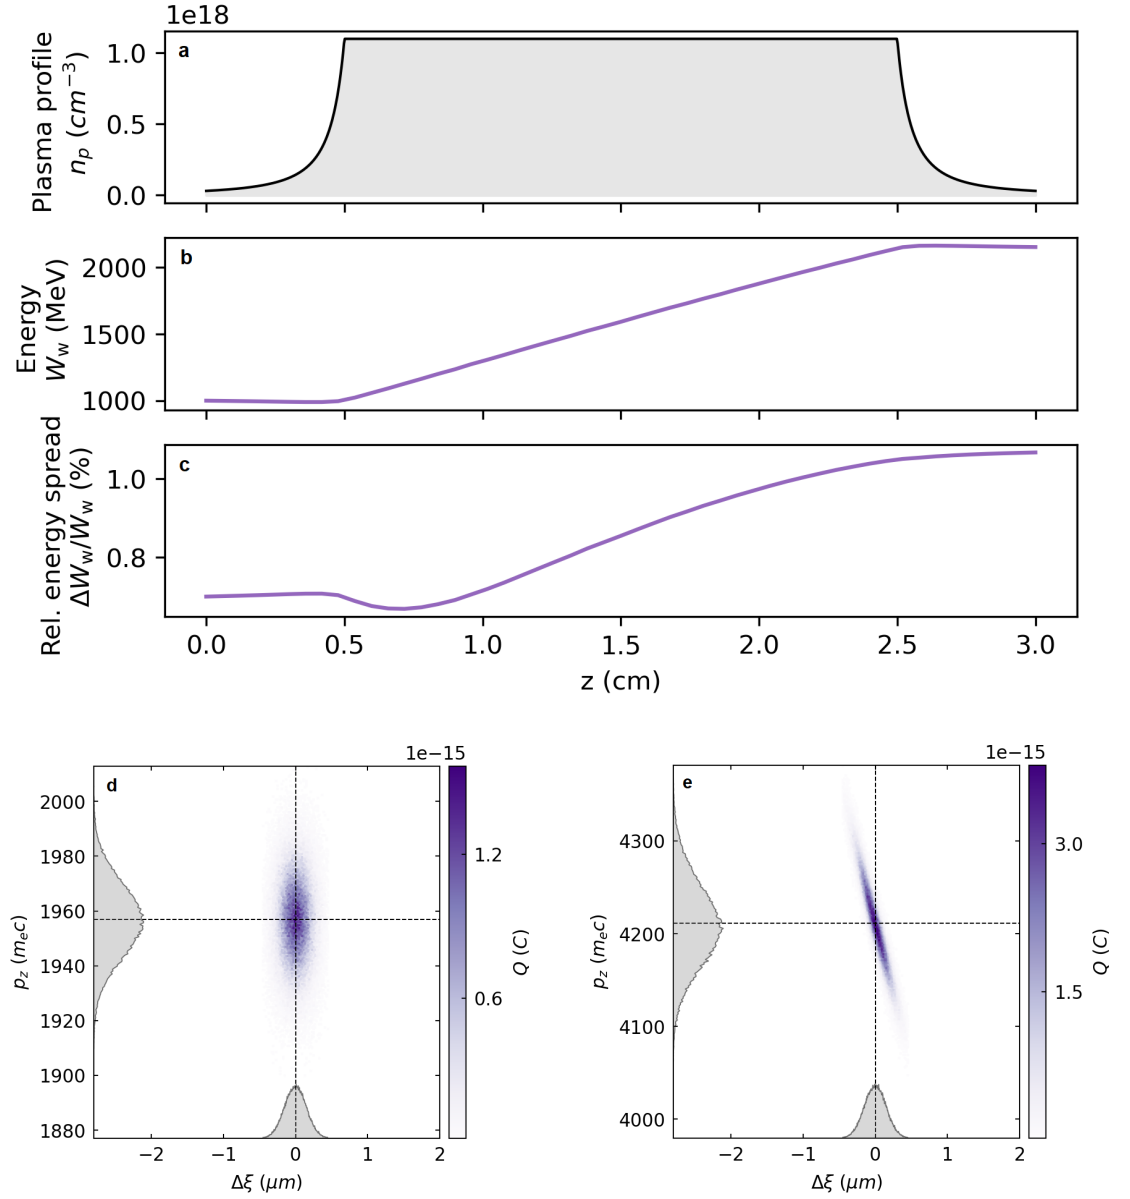 1e18
a
Plasma profile
n_p (cm⁻³)
1.0
0.5
0.0
b
Energy
W_w (MeV)
2000
1500
1000
c
Rel. energy spread
ΔW_w/W_w (%)
1.0
0.8
0.0 0.5 1.0 1.5 2.0 2.5 3.0
z (cm)
1e−15
d
p_z (m_e c)
2000
1980
1960
1940
1920
1900
1880
−2 −1 0 1 2
Δξ (μm)
1.2
0.6
Q (C)
1e−15
e
p_z (m_e c)
4300
4200
4100
4000
−2 −1 0 1 2
Δξ (μm)
3.0
1.5
Q (C)